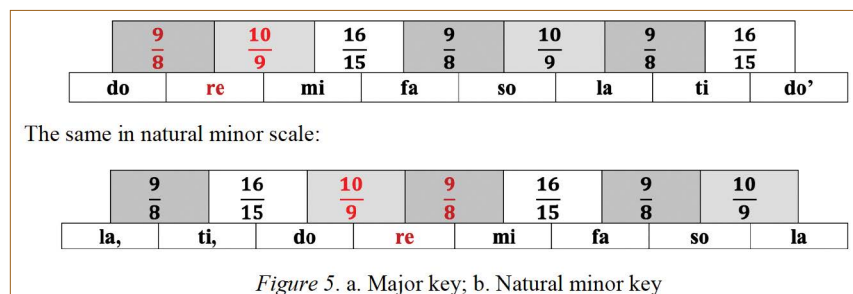 9/8 10/9 16/15 9/8 10/9 9/8 16/15
do re mi fa so la ti do’
The same in natural minor scale:
9/8 16/15 10/9 9/8 16/15 9/8 10/9
la, ti, do re mi fa so la
Figure 5. a. Major key; b. Natural minor key